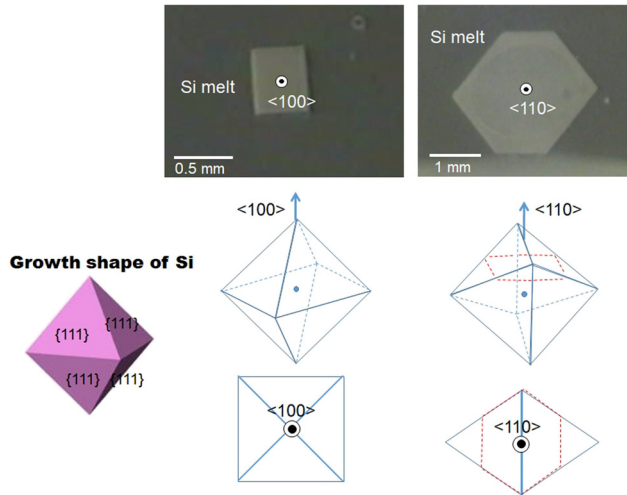 Si melt
<100>
0.5 mm
Si melt
<110>
1 mm
<100>
<110>
Growth shape of Si
{111}
{111}
{111}
{111}
<100>
<110>